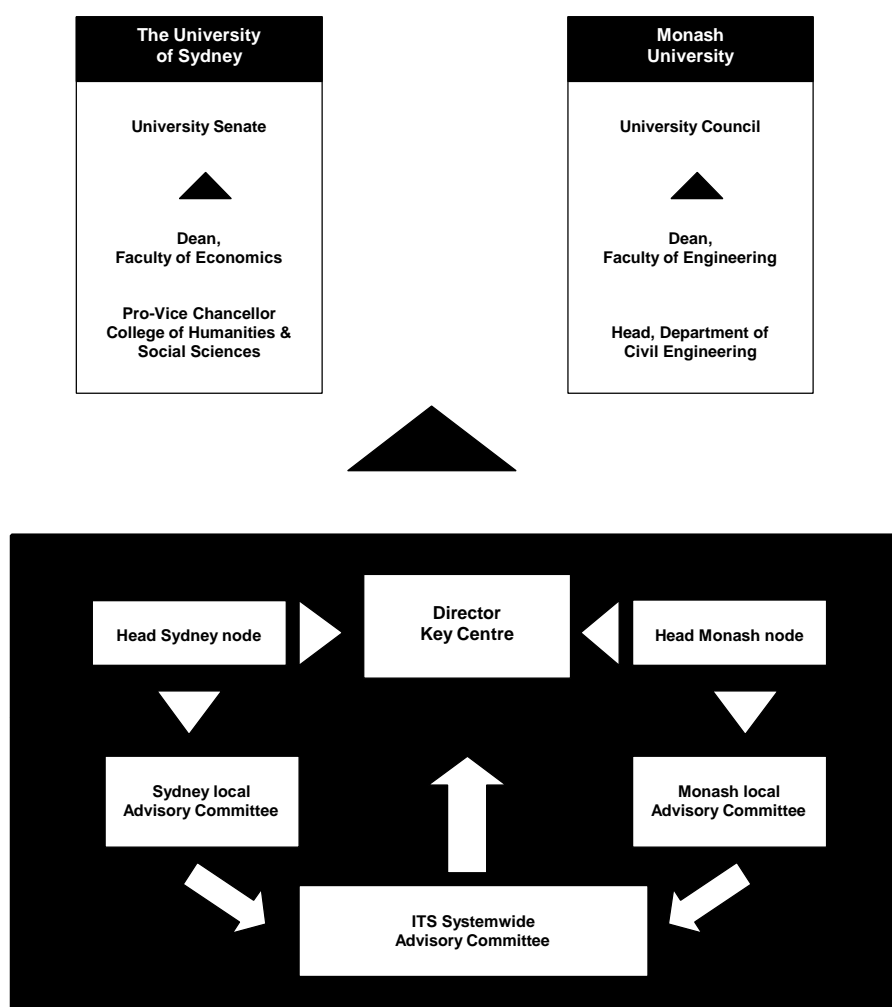 The University
of Sydney
University Senate
Dean,
Faculty of Economics
Pro-Vice Chancellor
College of Humanities &
Social Sciences
Monash
University
University Council
Dean,
Faculty of Engineering
Head, Department of
Civil Engineering
Head Sydney node
Director
Key Centre
Head Monash node
Sydney local
Advisory Committee
Monash local
Advisory Committee
ITS Systemwide
Advisory Committee